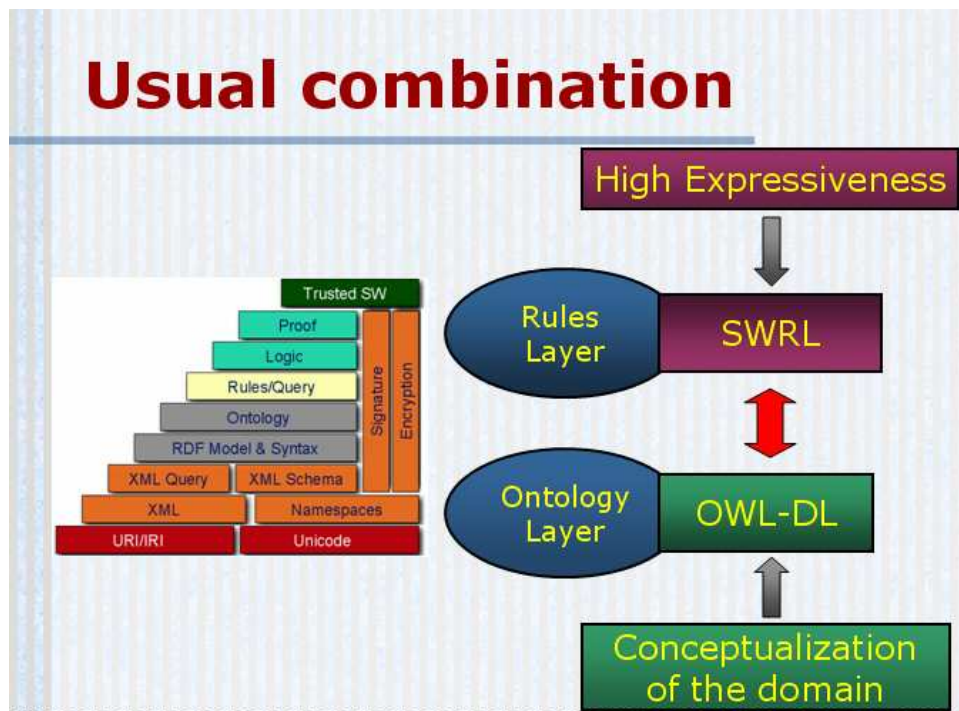 Usual combination
High Expressiveness
Trusted SW
Proof
Logic
Rules/Query
Ontology
RDF Model & Syntax
XML Query
XML Schema
XML
Namespaces
URI/IRI
Unicode
Signature
Encryption
Rules
Layer
SWRL
Ontology
Layer
OWL-DL
Conceptualization
of the domain